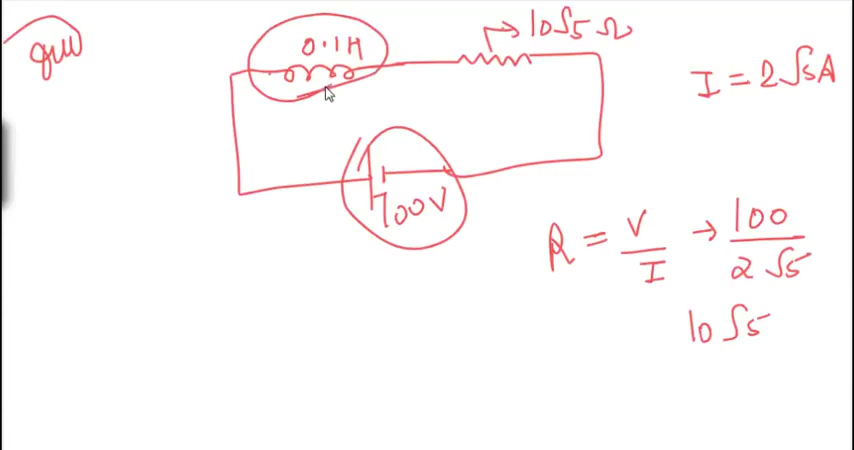 0.1H
10√5 Ω
I = 2√5A
100V
R = V/I → 100/2√5
10√5